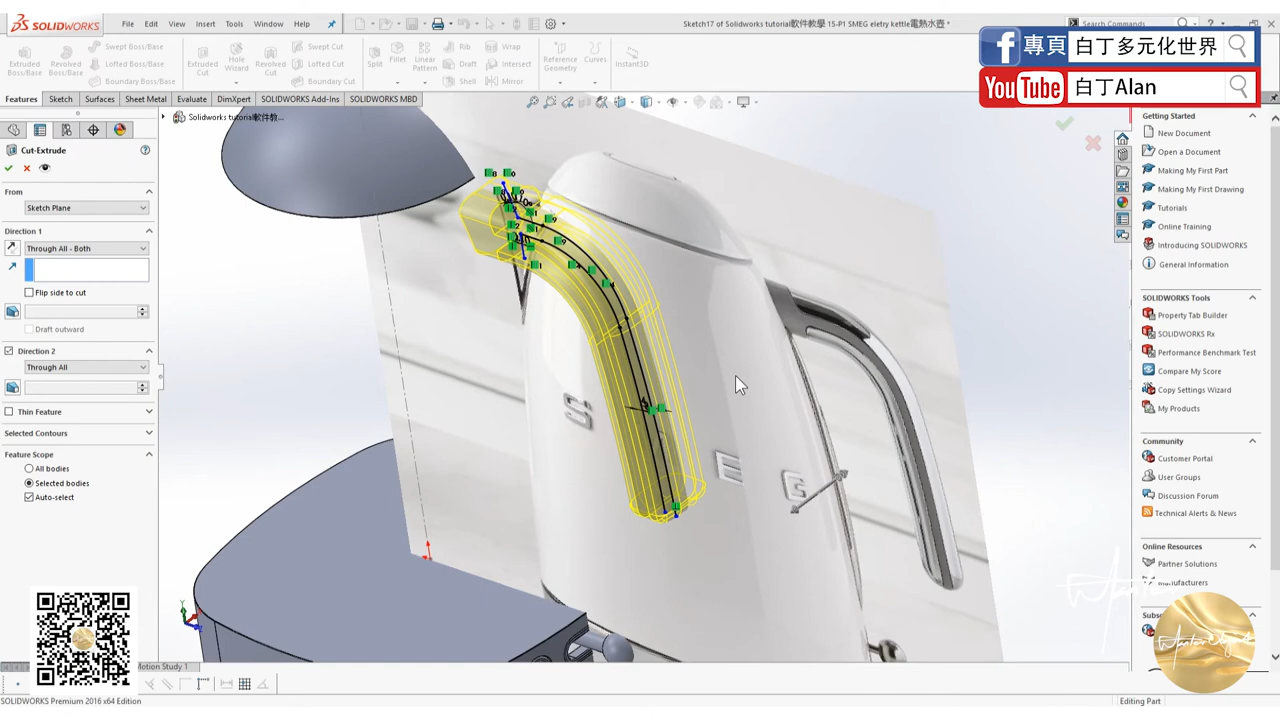 SOLIDWORKS
File Edit View Insert Tools Window Help
Sketch17 of Solidworks tutorial軟件教學 15-P1 SMEG eletry kettle電熱水壺 *
Search Commands
專頁 白丁多元化世界
YouTube 白丁Alan
Extruded Boss/Base
Revolved Boss/Base
Swept Boss/Base
Lofted Boss/Base
Boundary Boss/Base
Extruded Cut
Hole Wizard
Revolved Cut
Swept Cut
Lofted Cut
Boundary Cut
Split
Fillet
Linear Pattern
Rib
Draft
Shell
Wrap
Intersect
Mirror
Reference Geometry
Curves
Instant3D
Features Sketch Surfaces Sheet Metal Evaluate DimXpert SOLIDWORKS Add-Ins SOLIDWORKS MBD
Solidworks tutorial軟件教...
Cut-Extrude
From
Sketch Plane
Direction 1
Through All - Both
Flip side to cut
Draft outward
Direction 2
Through All
Thin Feature
Selected Contours
Feature Scope
All bodies
Selected bodies
Auto-select
S E G
Getting Started
New Document
Open a Document
Making My First Part
Making My First Drawing
Tutorials
Online Training
Introducing SOLIDWORKS
General Information
SOLIDWORKS Tools
Property Tab Builder
SOLIDWORKS Rx
Performance Benchmark Test
Compare My Score
Copy Settings Wizard
My Products
Community
Customer Portal
User Groups
Discussion Forum
Technical Alerts & News
Online Resources
Partner Solutions
Manufacturers
Motion Study 1
SOLIDWORKS Premium 2016 x64 Edition
Editing Part